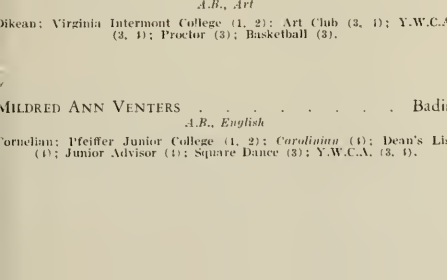 A.B., Art
Dikean; Virginia Intermont College (1, 2); Art Club (3, 4); Y.W.C.A.
(3, 4); Proctor (3); Basketball (3).
MILDRED ANN VENTERS . . . . . . . . Badin
A.B., English
Cornelian; Pfeiffer Junior College (1, 2); Carolinian (4); Dean's Lis
(4); Junior Advisor (4); Square Dance (3); Y.W.C.A. (3, 4).